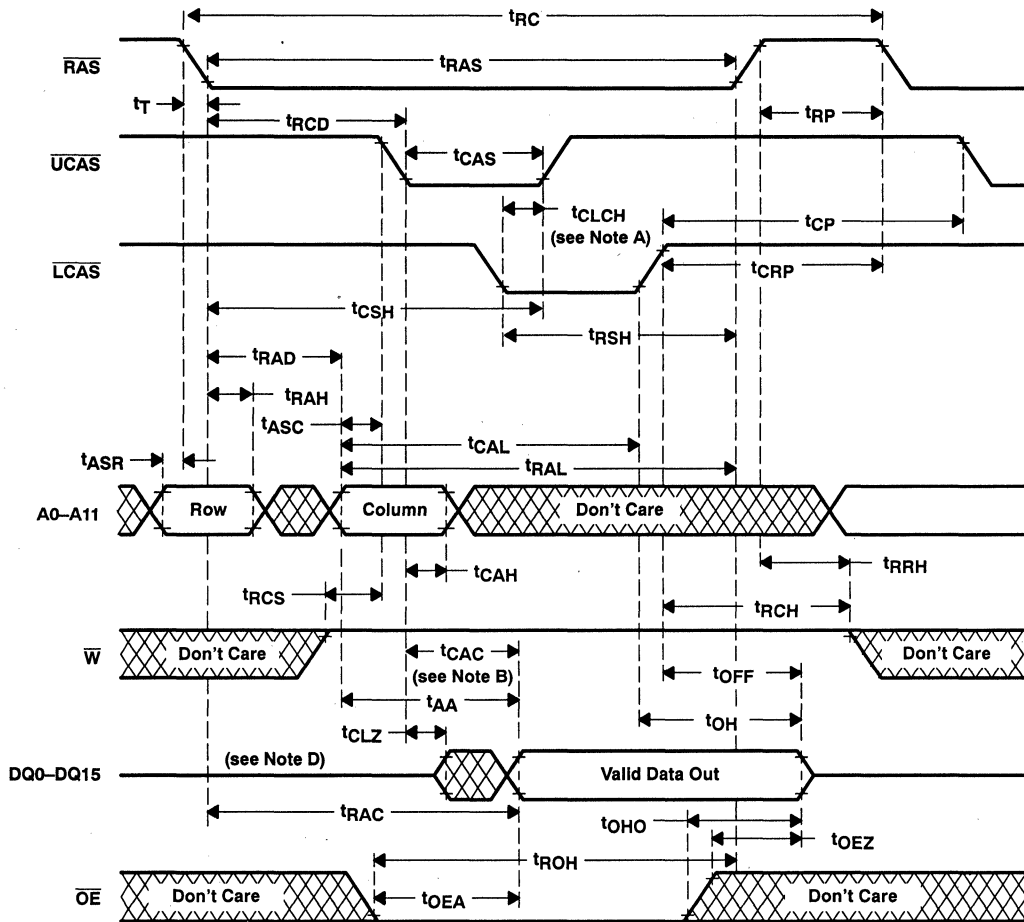 tRC
RAS
tRAS
tT
tRP
tRCD
UCAS
tCAS
tCLCH
(see Note A)
tCP
LCAS
tCRP
tCSH
tRSH
tRAD
tRAH
tASC
tCAL
tASR
tRAL
A0–A11 Row Column Don't Care
tCAH
tRRH
tRCS
tRCH
W Don't Care Don't Care
tCAC
(see Note B)
tOFF
tAA
tOH
tCLZ
(see Note D)
DQ0–DQ15 Valid Data Out
tRAC
tOHO
tOEZ
tROH
OE Don't Care Don't Care
tOEA